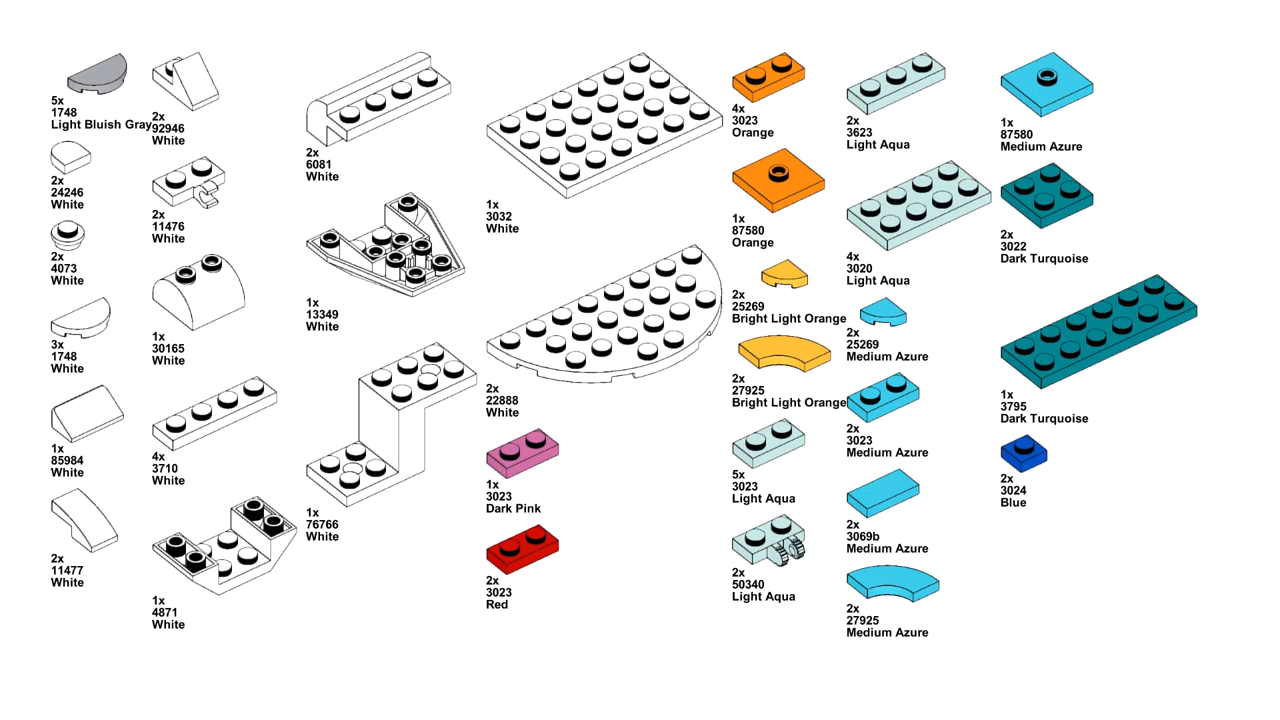 5x
1748
Light Bluish Gray
2x
24246
White
2x
4073
White
3x
1748
White
1x
85984
White
2x
11477
White
2x
92946
White
2x
11476
White
1x
30165
White
4x
3710
White
1x
4871
White
2x
6081
White
1x
13349
White
1x
76766
White
1x
3032
White
2x
22888
White
1x
3023
Dark Pink
2x
3023
Red
4x
3023
Orange
1x
87580
Orange
2x
25269
Bright Light Orange
2x
27925
Bright Light Orange
5x
3023
Light Aqua
2x
50340
Light Aqua
2x
3623
Light Aqua
4x
3020
Light Aqua
2x
25269
Medium Azure
2x
3023
Medium Azure
2x
3069b
Medium Azure
2x
27925
Medium Azure
1x
87580
Medium Azure
2x
3022
Dark Turquoise
1x
3795
Dark Turquoise
2x
3024
Blue